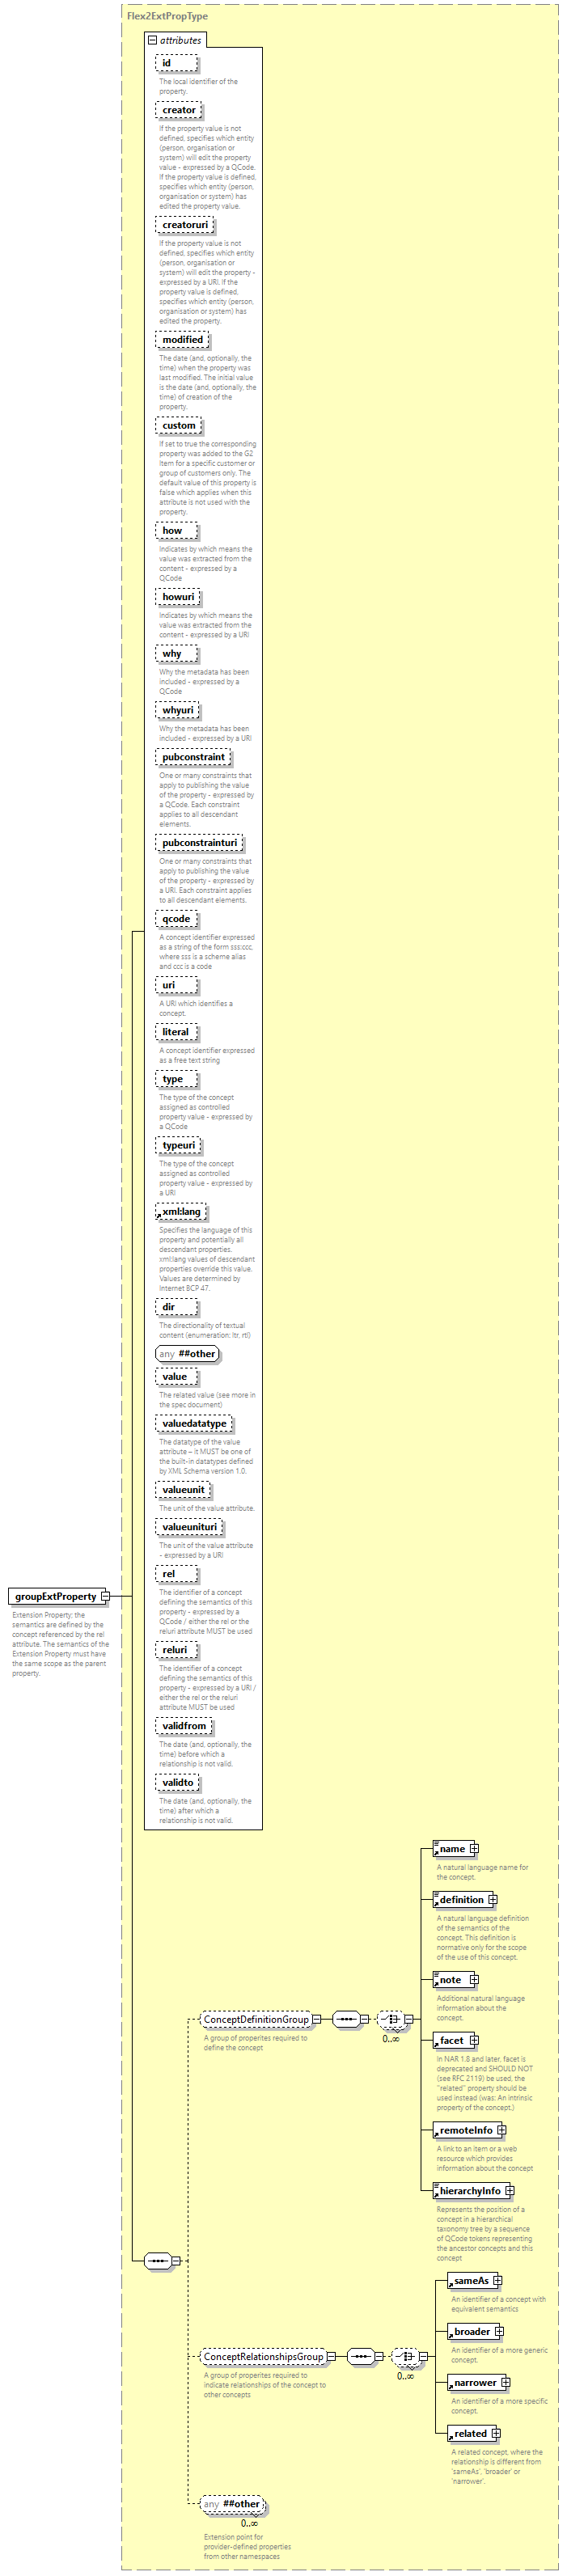 Flex2ExtPropType
attributes
id
The local identifier of the
property.
creator
If the property value is not
defined, specifies which entity
(person, organisation or
system) will edit the property
value - expressed by a QCode.
If the property value is defined,
specifies which entity (person,
organisation or system) has
edited the property value.
creatoruri
If the property value is not
defined, specifies which entity
(person, organisation or
system) will edit the property -
expressed by a URI. If the
property value is defined,
specifies which entity (person,
organisation or system) has
edited the property.
modified
The date (and, optionally, the
time) when the property was
last modified. The initial value
is the date (and, optionally, the
time) of creation of the
property.
custom
If set to true the corresponding
property was added to the G2
Item for a specific customer or
group of customers only. The
default value of this property is
false which applies when this
attribute is not used with the
property.
how
Indicates by which means the
value was extracted from the
content - expressed by a
QCode
howuri
Indicates by which means the
value was extracted from the
content - expressed by a URI
why
Why the metadata has been
included - expressed by a
QCode
whyuri
Why the metadata has been
included - expressed by a URI
pubconstraint
One or many constraints that
apply to publishing the value
of the property - expressed by
a QCode. Each constraint
applies to all descendant
elements.
pubconstrainturi
One or many constraints that
apply to publishing the value
of the property - expressed by
a URI. Each constraint applies
to all descendant elements.
qcode
A concept identifier expressed
as a string of the form sss:ccc,
where sss is a scheme alias
and ccc is a code
uri
A URI which identifies a
concept.
literal
A concept identifier expressed
as a free text string
type
The type of the concept
assigned as controlled
property value - expressed by
a QCode
typeuri
The type of the concept
assigned as controlled
property value - expressed by
a URI
xml:lang
Specifies the language of this
property and potentially all
descendant properties.
xml:lang values of descendant
properties override this value.
Values are determined by
Internet BCP 47.
dir
The directionality of textual
content (enumeration: ltr, rtl)
any ##other
value
The related value (see more in
the spec document)
valuedatatype
The datatype of the value
attribute – it MUST be one of
the built-in datatypes defined
by XML Schema version 1.0.
valueunit
The unit of the value attribute.
valueunituri
The unit of the value attribute
- expressed by a URI
rel
The identifier of a concept
defining the semantics of this
property - expressed by a
QCode / either the rel or the
reluri attribute MUST be used
reluri
The identifier of a concept
defining the semantics of this
property - expressed by a URI /
either the rel or the reluri
attribute MUST be used
validfrom
The date (and, optionally, the
time) before which a
relationship is not valid.
validto
The date (and, optionally, the
time) after which a
relationship is not valid.
groupExtProperty
Extension Property; the
semantics are defined by the
concept referenced by the rel
attribute. The semantics of the
Extension Property must have
the same scope as the parent
property.
name
A natural language name for
the concept.
definition
A natural language definition
of the semantics of the
concept. This definition is
normative only for the scope
of the use of this concept.
note
Additional natural language
information about the
concept.
facet
In NAR 1.8 and later, facet is
deprecated and SHOULD NOT
(see RFC 2119) be used, the
"related" property should be
used instead (was: An intrinsic
property of the concept.)
remoteInfo
A link to an item or a web
resource which provides
information about the concept
hierarchyInfo
Represents the position of a
concept in a hierarchical
taxonomy tree by a sequence
of QCode tokens representing
the ancestor concepts and this
concept
ConceptDefinitionGroup
0..∞
A group of properites required to
define the concept
sameAs
An identifier of a concept with
equivalent semantics
broader
An identifier of a more generic
concept.
narrower
An identifier of a more specific
concept.
related
A related concept, where the
relationship is different from
'sameAs', 'broader' or
'narrower'.
ConceptRelationshipsGroup
0..∞
A group of properites required to
indicate relationships of the concept to
other concepts
any ##other
0..∞
Extension point for
provider-defined properties
from other namespaces